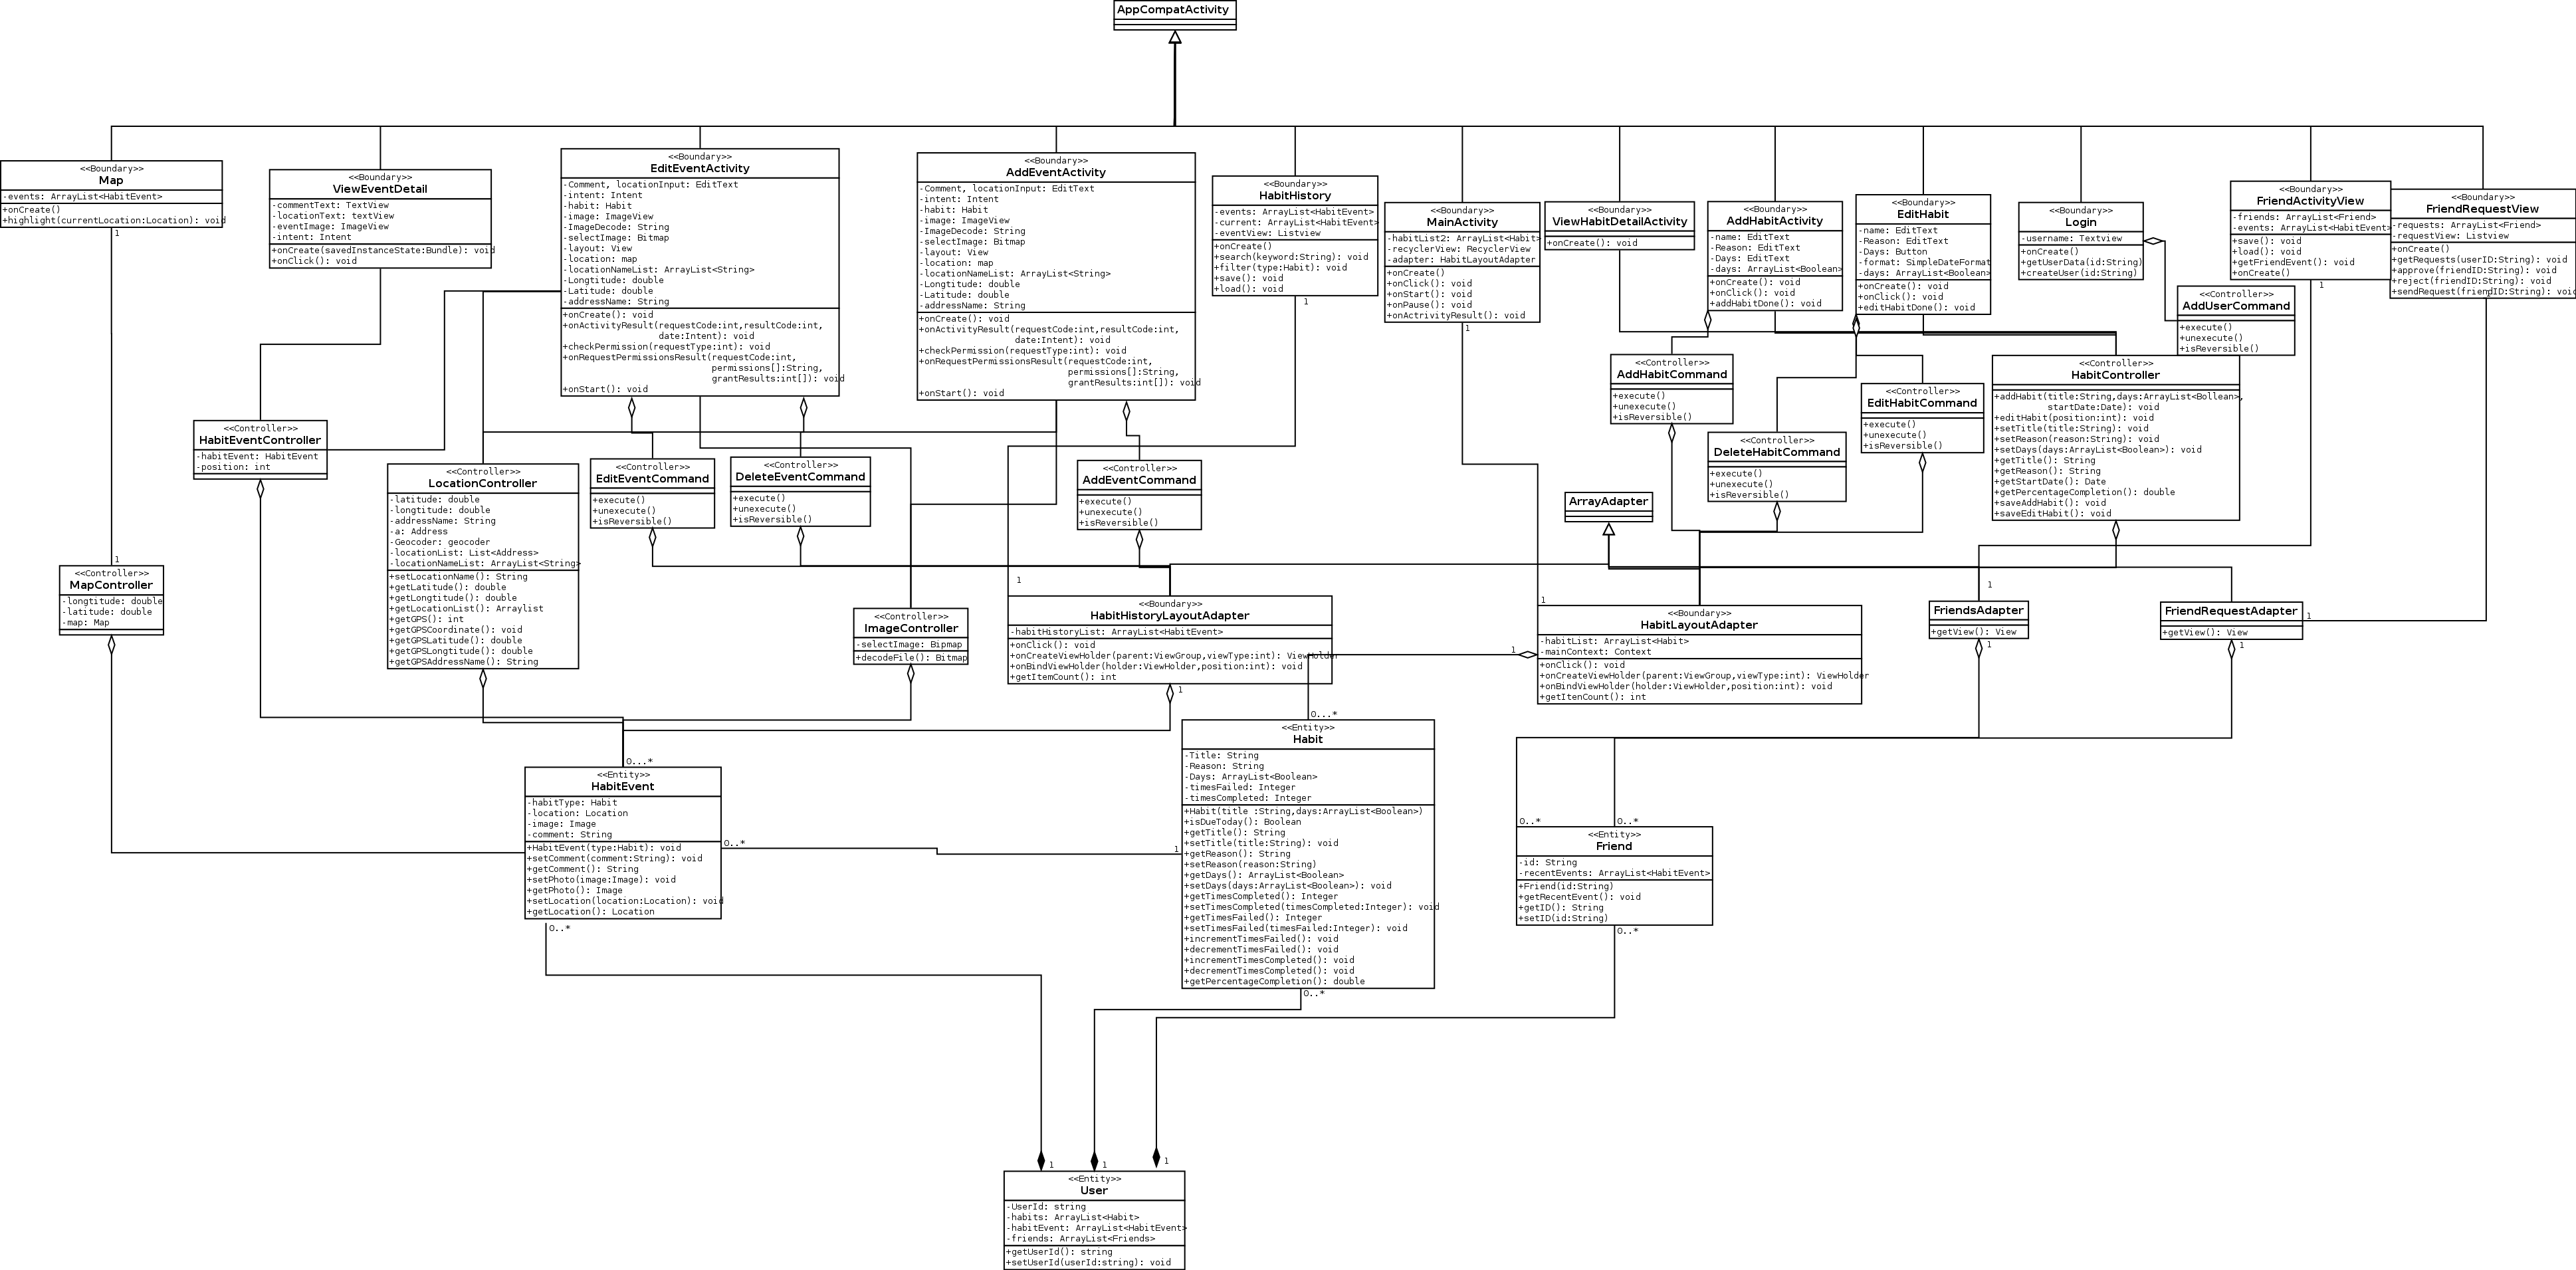 AppCompatActivity
<<Boundary>>
Map
-events: ArrayList<HabitEvent>
+onCreate()
+highlight(currentLocation:Location): void
1
<<Boundary>>
ViewEventDetail
-commentText: TextView
-locationText: textView
-eventImage: ImageView
-intent: Intent
+onCreate(savedInstanceState:Bundle): void
+onClick(): void
<<Boundary>>
EditEventActivity
-Comment, locationInput: EditText
-intent: Intent
-habit: Habit
-image: ImageView
-ImageDecode: String
-selectImage: Bitmap
-layout: View
-location: map
-locationNameList: ArrayList<String>
-Longtitude: double
-Latitude: double
-addressName: String
+onCreate(): void
+onActivityResult(requestCode:int,resultCode:int,
date:Intent): void
+checkPermission(requestType:int): void
+onRequestPermissionsResult(requestCode:int,
permissions[]:String,
grantResults:int[]): void
+onStart(): void
<<Boundary>>
AddEventActivity
-Comment, locationInput: EditText
-intent: Intent
-habit: Habit
-image: ImageView
-ImageDecode: String
-selectImage: Bitmap
-layout: View
-location: map
-locationNameList: ArrayList<String>
-Longtitude: double
-Latitude: double
-addressName: String
+onCreate(): void
+onActivityResult(requestCode:int,resultCode:int,
date:Intent): void
+checkPermission(requestType:int): void
+onRequestPermissionsResult(requestCode:int,
permissions[]:String,
grantResults:int[]): void
+onStart(): void
<<Boundary>>
HabitHistory
-events: ArrayList<HabitEvent>
-current: ArrayList<HabitEvent>
-eventView: Listview
+onCreate()
+search(keyword:String): void
+filter(type:Habit): void
+save(): void
+load(): void
1
<<Boundary>>
MainActivity
-habitList2: ArrayList<Habit>
-recyclerView: RecyclerView
-adapter: HabitLayoutAdapter
+onCreate()
+onClick(): void
+onStart(): void
+onPause(): void
+onActrivityResult(): void
1
<<Boundary>>
ViewHabitDetailActivity
+onCreate(): void
<<Boundary>>
AddHabitActivity
-name: EditText
-Reason: EditText
-Days: EditText
-days: ArrayList<Boolean>
+onCreate(): void
+onClick(): void
+addHabitDone(): void
<<Boundary>>
EditHabit
-name: EditText
-Reason: EditText
-Days: Button
-format: SimpleDateFormat
-days: ArrayList<Boolean>
+onCreate(): void
+onClick(): void
+editHabitDone(): void
<<Boundary>>
Login
-username: Textview
+onCreate()
+getUserData(id:String)
+createUser(id:String)
<<Boundary>>
FriendActivityView
-friends: ArrayList<Friend>
-events: ArrayList<HabitEvent>
+save(): void
+load(): void
+getFriendEvent(): void
+onCreate()
1
<<Boundary>>
FriendRequestView
-requests: ArrayList<Friend>
-requestView: Listview
+onCreate()
+getRequests(userID:String): void
+approve(friendID:String): void
+reject(friendID:String): void
+sendRequest(friendID:String): void
1
<<Controller>>
AddUserCommand
+execute()
+unexecute()
+isReversible()
<<Controller>>
AddHabitCommand
+execute()
+unexecute()
+isReversible()
<<Controller>>
DeleteHabitCommand
+execute()
+unexecute()
+isReversible()
<<Controller>>
EditHabitCommand
+execute()
+unexecute()
+isReversible()
<<Controller>>
HabitController
+addHabit(title:String,days:ArrayList<Bollean>,
startDate:Date): void
+editHabit(position:int): void
+setTitle(title:String): void
+setReason(reason:String): void
+setDays(days:ArrayList<Boolean>): void
+getTitle(): String
+getReason(): String
+getStartDate(): Date
+getPercentageCompletion(): double
+saveAddHabit(): void
+saveEditHabit(): void
<<Controller>>
HabitEventController
-habitEvent: HabitEvent
-position: int
<<Controller>>
LocationController
-latitude: double
-longtitude: double
-addressName: String
-a: Address
-Geocoder: geocoder
-locationList: List<Address>
-locationNameList: ArrayList<String>
+setLocationName(): String
+getLatitude(): double
+getLongtitude(): double
+getLocationList(): Arraylist
+getGPS(): int
+getGPSCoordinate(): void
+getGPSLatitude(): double
+getGPSLongtitude(): double
+getGPSAddressName(): String
<<Controller>>
EditEventCommand
+execute()
+unexecute()
+isReversible()
<<Controller>>
DeleteEventCommand
+execute()
+unexecute()
+isReversible()
<<Controller>>
AddEventCommand
+execute()
+unexecute()
+isReversible()
ArrayAdapter
1
<<Controller>>
MapController
-longtitude: double
-latitude: double
-map: Map
<<Controller>>
ImageController
-selectImage: Bipmap
+decodeFile(): Bitmap
1
<<Boundary>>
HabitHistoryLayoutAdapter
-habitHistoryList: ArrayList<HabitEvent>
+onClick(): void
+onCreateViewHolder(parent:ViewGroup,viewType:int): ViewHolder
+onBindViewHolder(holder:ViewHolder,position:int): void
+getItemCount(): int
1
1
<<Boundary>>
HabitLayoutAdapter
-habitList: ArrayList<Habit>
-mainContext: Context
+onClick(): void
+onCreateViewHolder(parent:ViewGroup,viewType:int): ViewHolder
+onBindViewHolder(holder:ViewHolder,position:int): void
+getItenCount(): int
1
1
FriendsAdapter
+getView(): View
1
FriendRequestAdapter
+getView(): View
1
0...*
<<Entity>>
HabitEvent
-habitType: Habit
-location: Location
-image: Image
-comment: String
+HabitEvent(type:Habit): void
+setComment(comment:String): void
+getComment(): String
+setPhoto(image:Image): void
+getPhoto(): Image
+setLocation(location:Location): void
+getLocation(): Location
0..*
0..*
1
0...*
<<Entity>>
Habit
-Title: String
-Reason: String
-Days: ArrayList<Boolean>
-timesFailed: Integer
-timesCompleted: Integer
+Habit(title :String,days:ArrayList<Boolean>)
+isDueToday(): Boolean
+getTitle(): String
+setTitle(title:String): void
+getReason(): String
+setReason(reason:String)
+getDays(): ArrayList<Boolean>
+setDays(days:ArrayList<Boolean>): void
+getTimesCompleted(): Integer
+setTimesCompleted(timesCompleted:Integer): void
+getTimesFailed(): Integer
+setTimesFailed(timesFailed:Integer): void
+incrementTimesFailed(): void
+decrementTimesFailed(): void
+incrementTimesCompleted(): void
+decrementTimesCompleted(): void
+getPercentageCompletion(): double
0..*
0..*
0..*
<<Entity>>
Friend
-id: String
-recentEvents: ArrayList<HabitEvent>
+Friend(id:String)
+getRecentEvent(): void
+getID(): String
+setID(id:String)
0..*
1
1
1
<<Entity>>
User
-UserId: string
-habits: ArrayList<Habit>
-habitEvent: ArrayList<HabitEvent>
-friends: ArrayList<Friends>
+getUserId(): string
+setUserId(userId:string): void